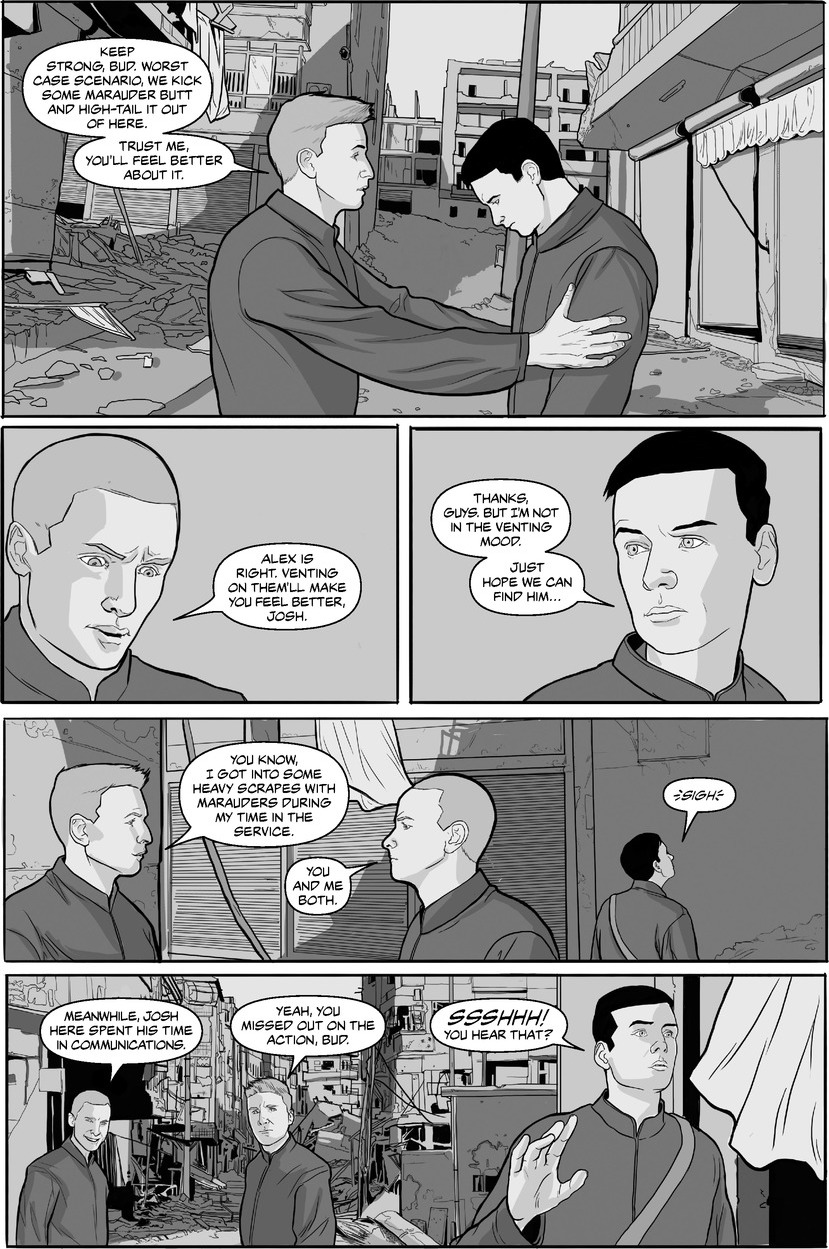 KEEP
STRONG, BUD. WORST
CASE SCENARIO, WE KICK
SOME MARAUDER BUTT
AND HIGH-TAIL IT OUT
OF HERE.
TRUST ME,
YOU'LL FEEL BETTER
ABOUT IT.
ALEX IS
RIGHT. VENTING
ON THEM'LL MAKE
YOU FEEL BETTER,
JOSH.
THANKS,
GUYS. BUT I'M NOT
IN THE VENTING
MOOD.
JUST
HOPE WE CAN
FIND HIM...
YOU KNOW,
I GOT INTO SOME
HEAVY SCRAPES WITH
MARAUDERS DURING
MY TIME IN THE
SERVICE.
YOU
AND ME
BOTH.
SIGH
MEANWHILE, JOSH
HERE SPENT HIS TIME
IN COMMUNICATIONS.
YEAH, YOU
MISSED OUT ON THE
ACTION, BUD.
SSSHHH!
YOU HEAR THAT?